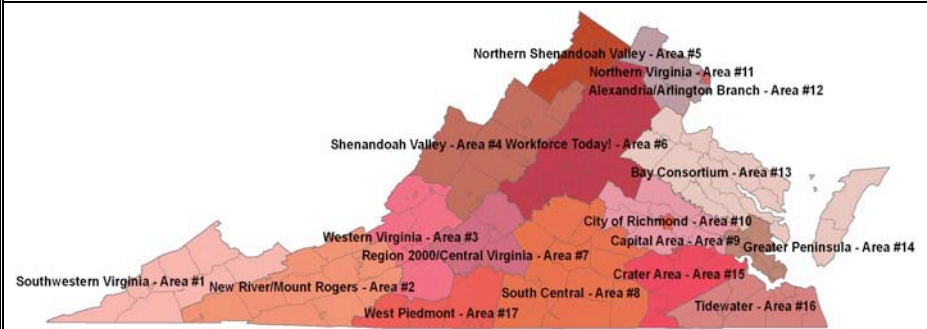 Northern Shenandoah Valley - Area #5
Northern Virginia - Area #11
Alexandria/Arlington Branch - Area #12
Shenandoah Valley - Area #4
Workforce Today! - Area #6
Bay Consortium - Area #13
City of Richmond - Area #10
Western Virginia - Area #3
Capital Area - Area #9
Greater Peninsula - Area #14
Region 2000/Central Virginia - Area #7
Crater Area - Area #15
Southwestern Virginia - Area #1
New River/Mount Rogers - Area #2
South Central - Area #8
Tidewater - Area #16
West Piedmont - Area #17